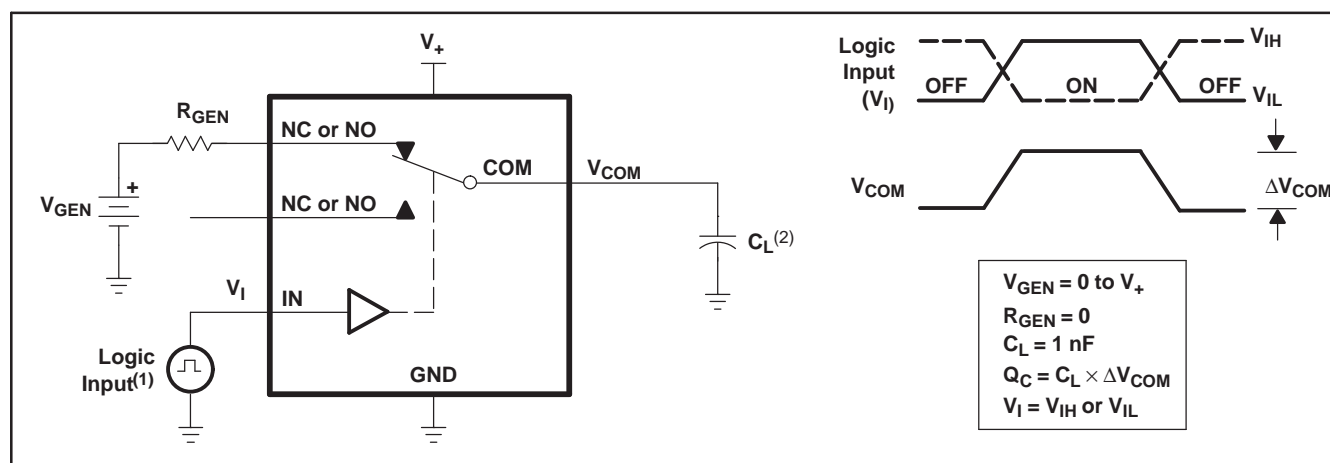 V+
RGEN
NC or NO
COM
VCOM
VGEN
+
NC or NO
CL(2)
VI
IN
Logic
Input(1)
GND
Logic
Input
(VI)
VIH
OFF
ON
OFF
VIL
VCOM
ΔVCOM
VGEN = 0 to V+
RGEN = 0
CL = 1 nF
QC = CL × ΔVCOM
VI = VIH or VIL